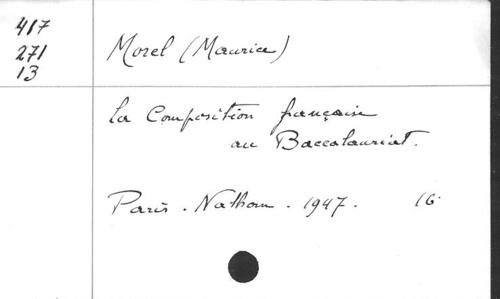 417
271
13
Morel (Maurice)
La Composition française
au Baccalauréat.
Paris. Nathan. 1947. 16